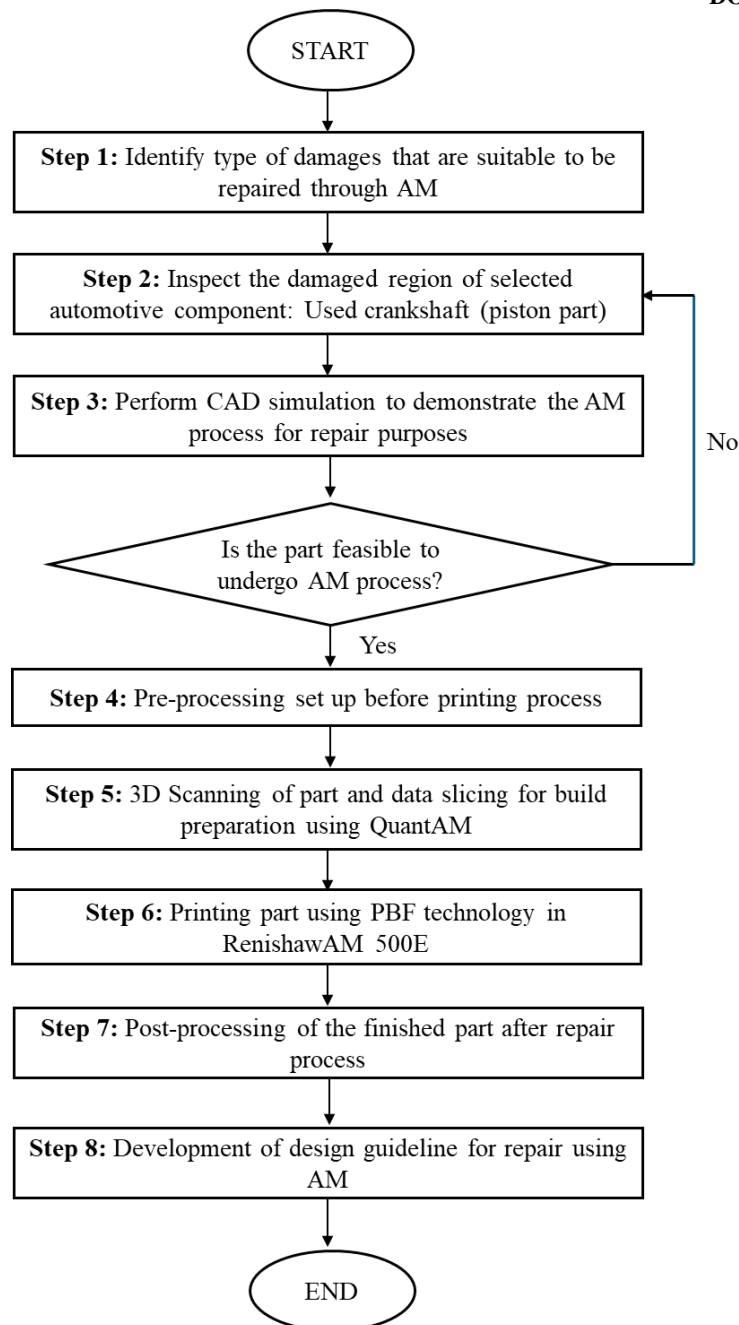 START
Step 1: Identify type of damages that are suitable to be
repaired through AM
Step 2: Inspect the damaged region of selected
automotive component: Used crankshaft (piston part)
Step 3: Perform CAD simulation to demonstrate the AM
process for repair purposes
No
Is the part feasible to
undergo AM process?
Yes
Step 4: Pre-processing set up before printing process
Step 5: 3D Scanning of part and data slicing for build
preparation using QuantAM
Step 6: Printing part using PBF technology in
RenishawAM 500E
Step 7: Post-processing of the finished part after repair
process
Step 8: Development of design guideline for repair using
AM
END